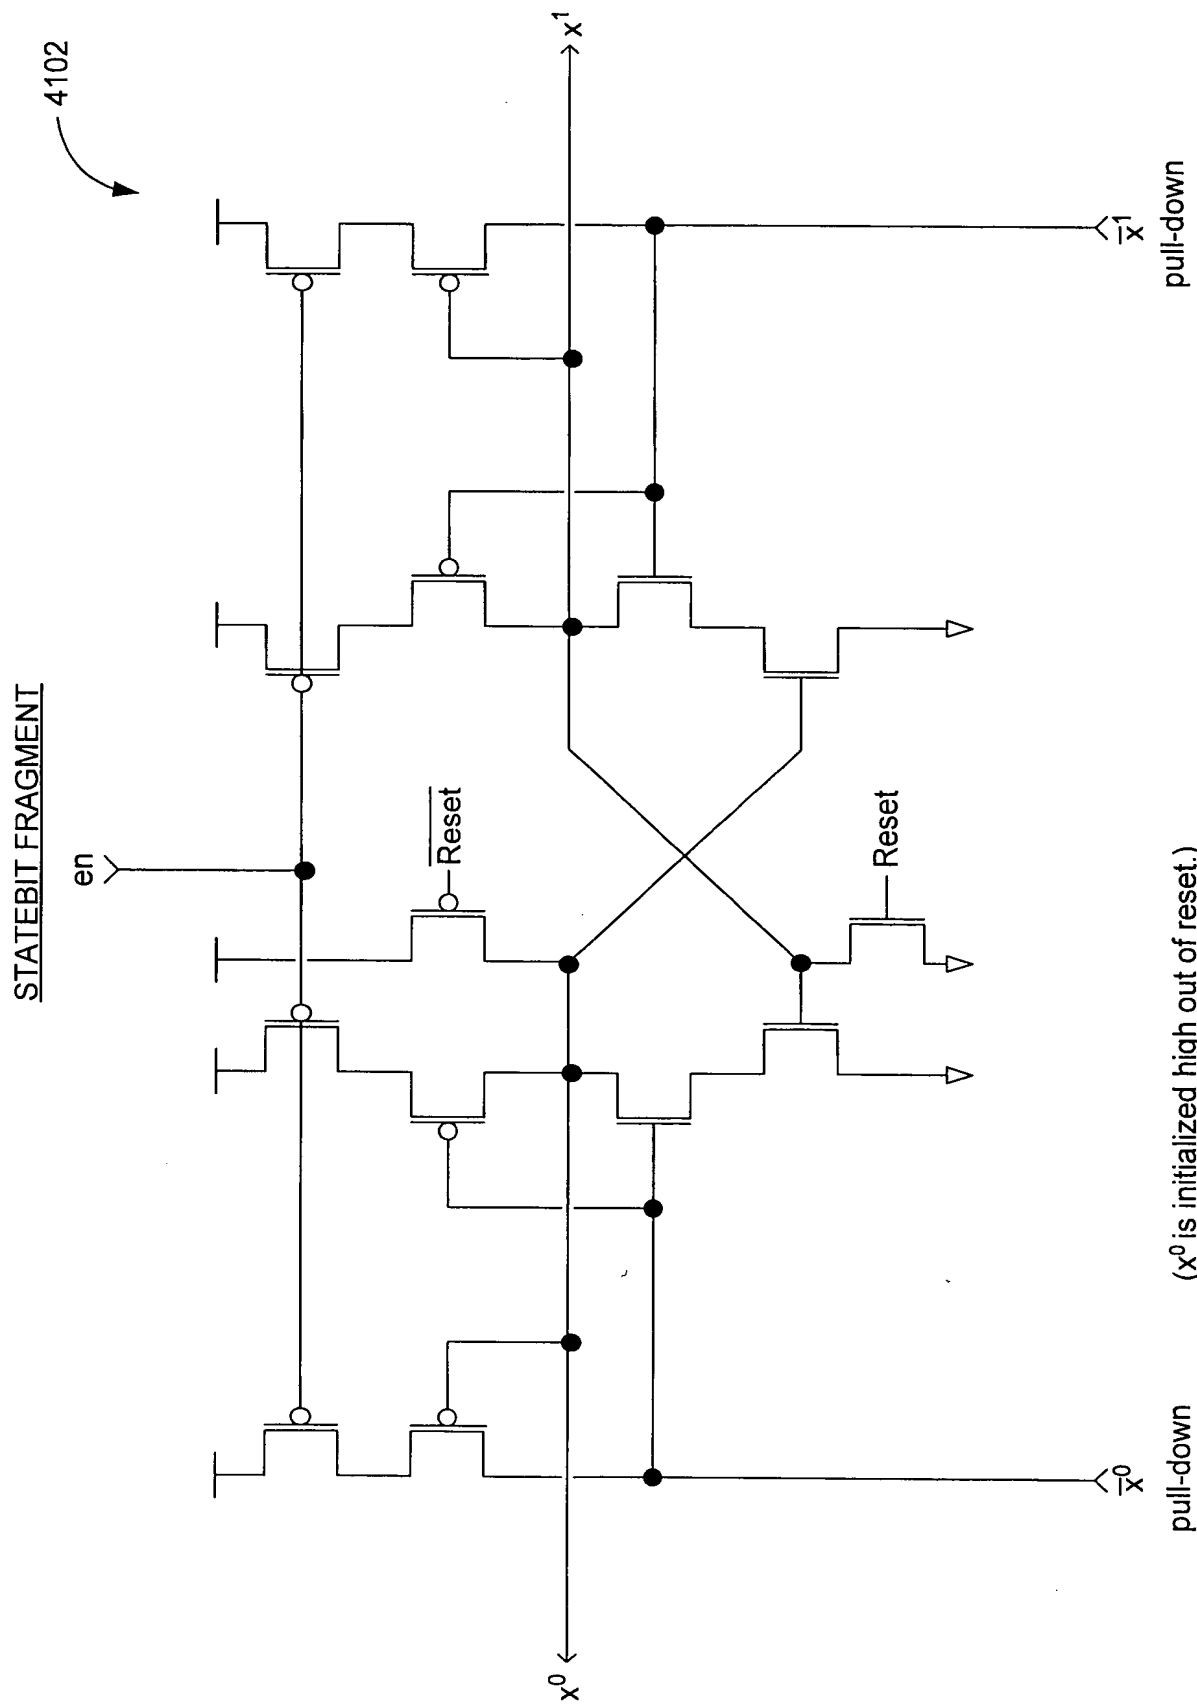 STATEBIT FRAGMENT
4102
en
Reset
x⁰
x¹
Reset
x̄⁰
x̄¹
pull-down
pull-down
(x⁰ is initialized high out of reset.)